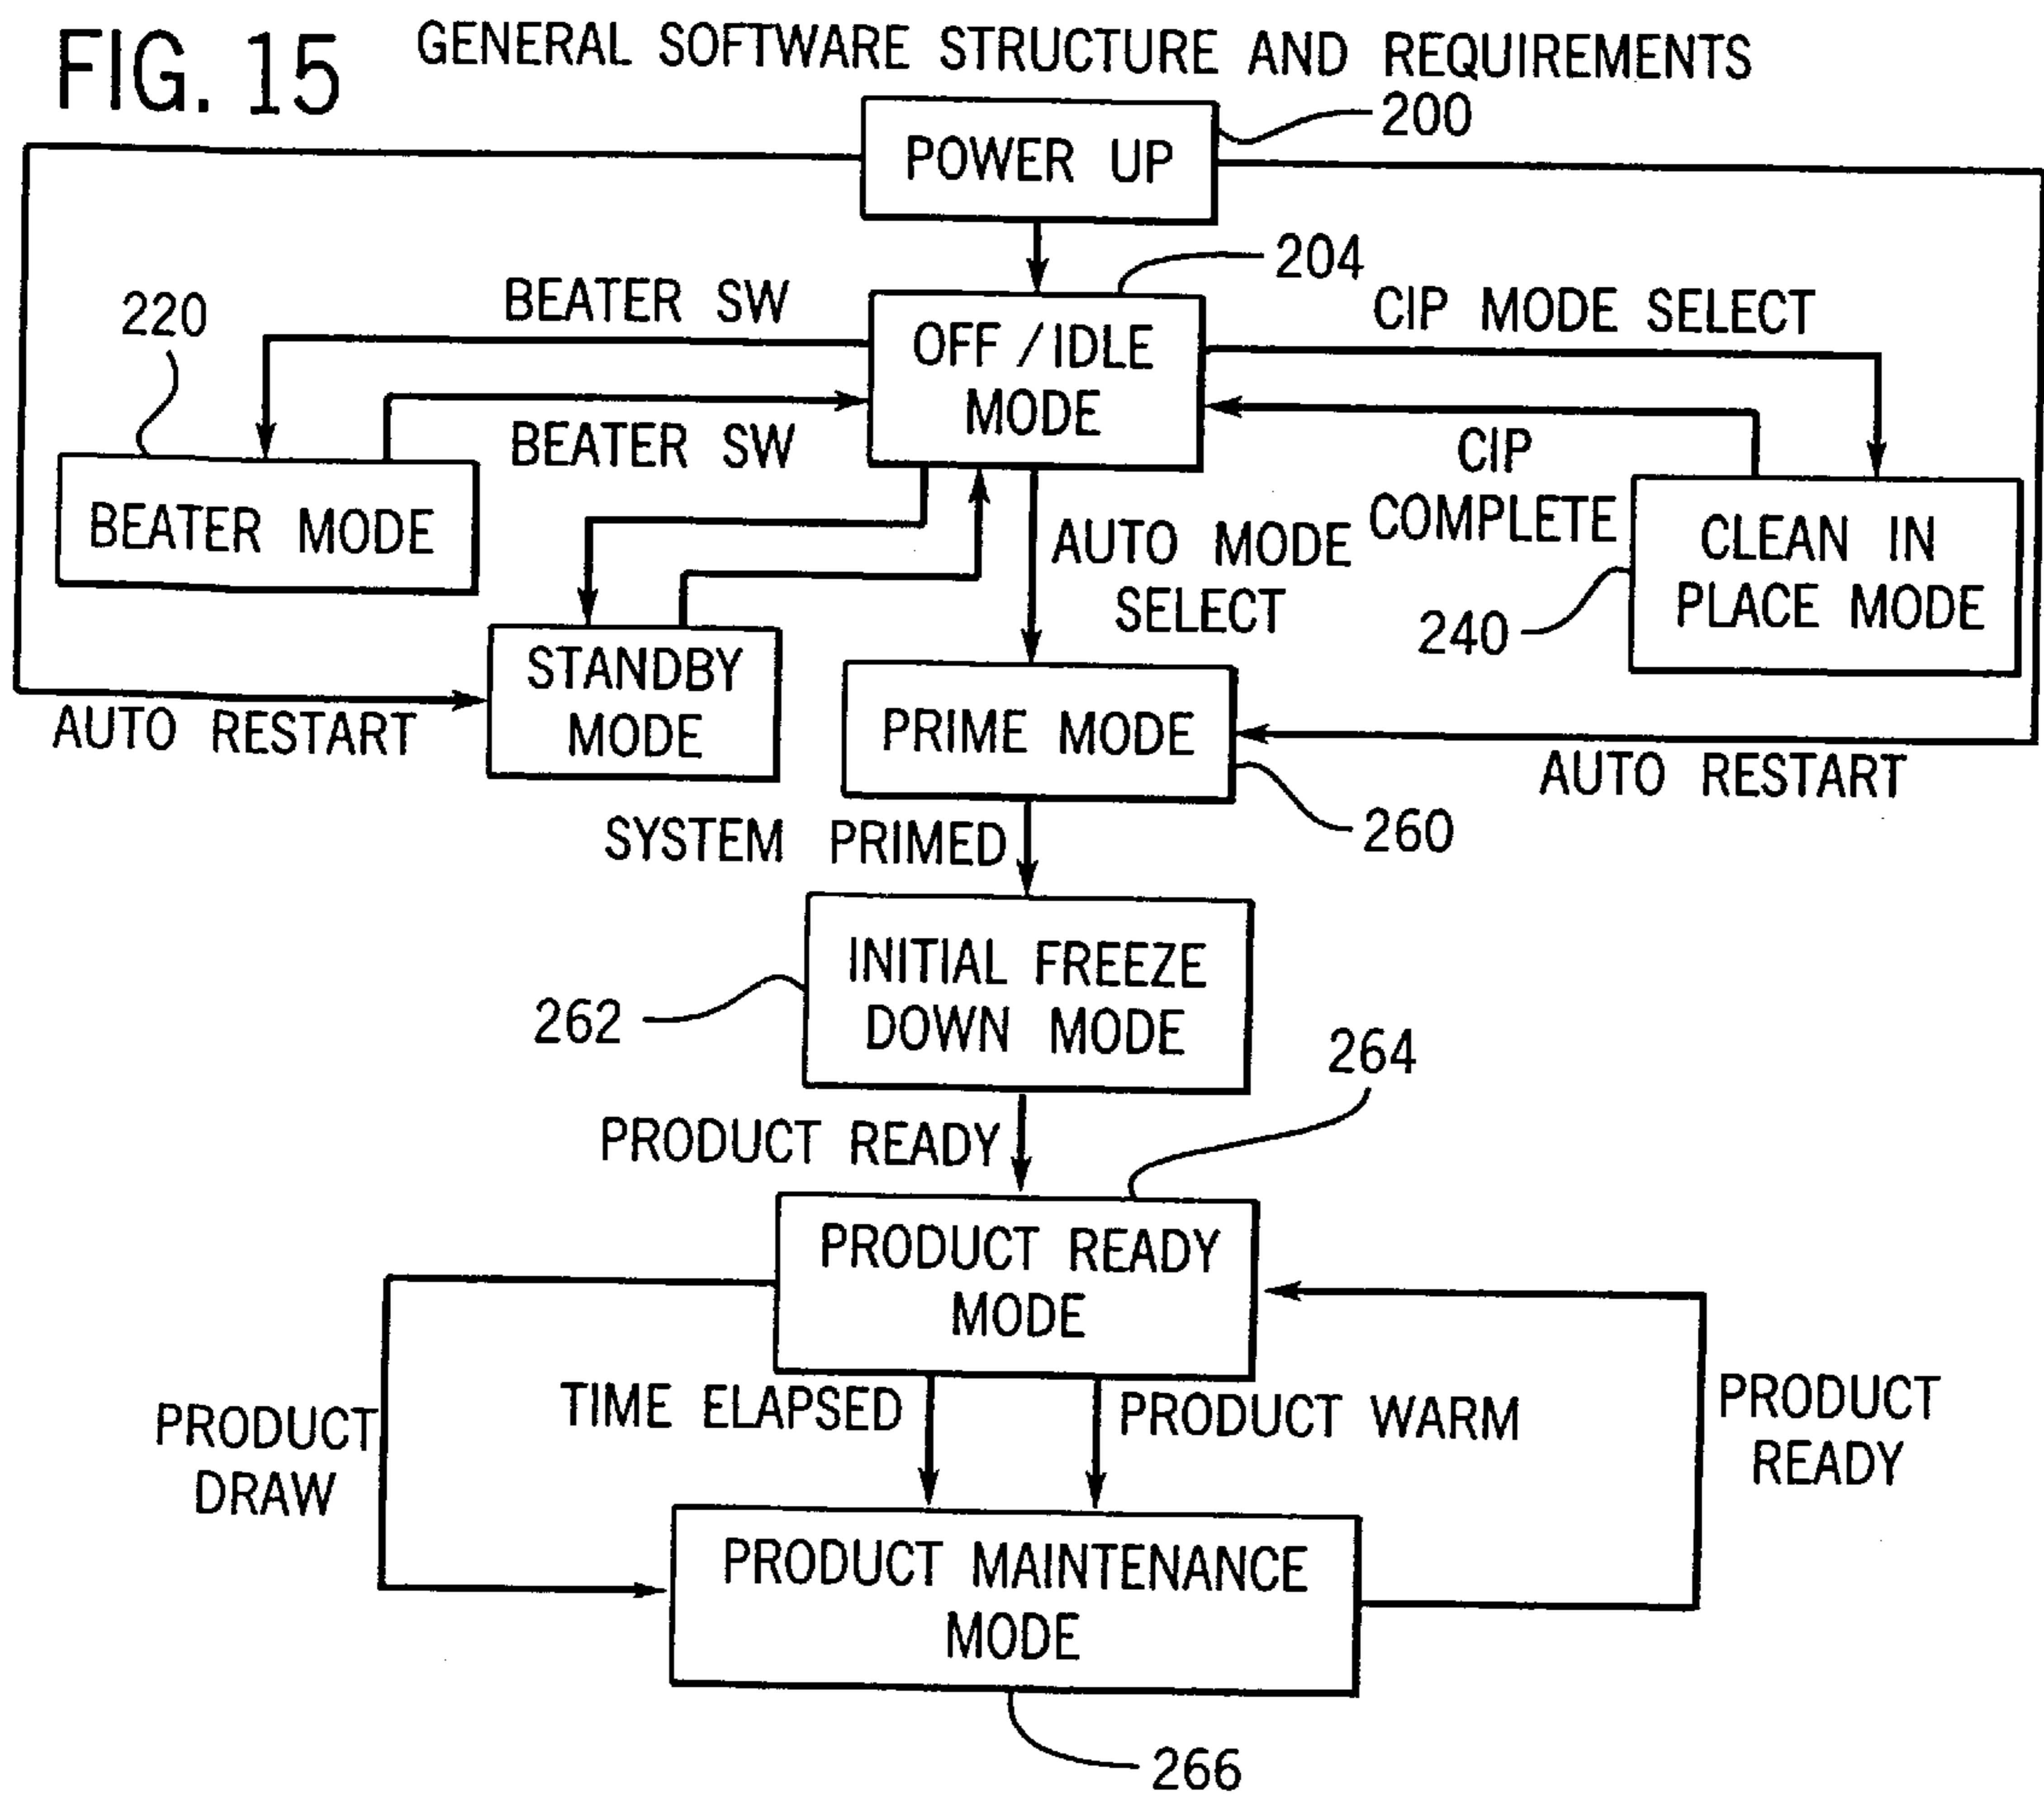 FIG. 15
GENERAL SOFTWARE STRUCTURE AND REQUIREMENTS
POWER UP
200
204
220
BEATER SW
OFF/IDLE
MODE
CIP MODE SELECT
BEATER SW
CIP
COMPLETE
BEATER MODE
AUTO MODE
SELECT
CLEAN IN
PLACE MODE
240
STANDBY
MODE
AUTO RESTART
PRIME MODE
AUTO RESTART
260
SYSTEM PRIMED
INITIAL FREEZE
DOWN MODE
262
264
PRODUCT READY
PRODUCT READY
MODE
PRODUCT
DRAW
TIME ELAPSED
PRODUCT WARM
PRODUCT
READY
PRODUCT MAINTENANCE
MODE
266